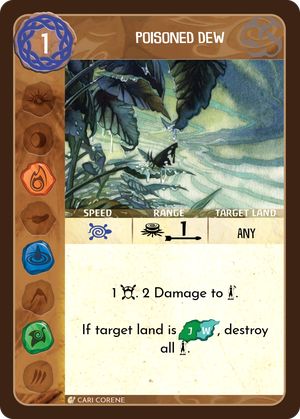 1
POISONED DEW
SPEED RANGE TARGET LAND
1 ANY
1 . 2 Damage to .
If target land is J W , destroy
all .
CARI CORENE